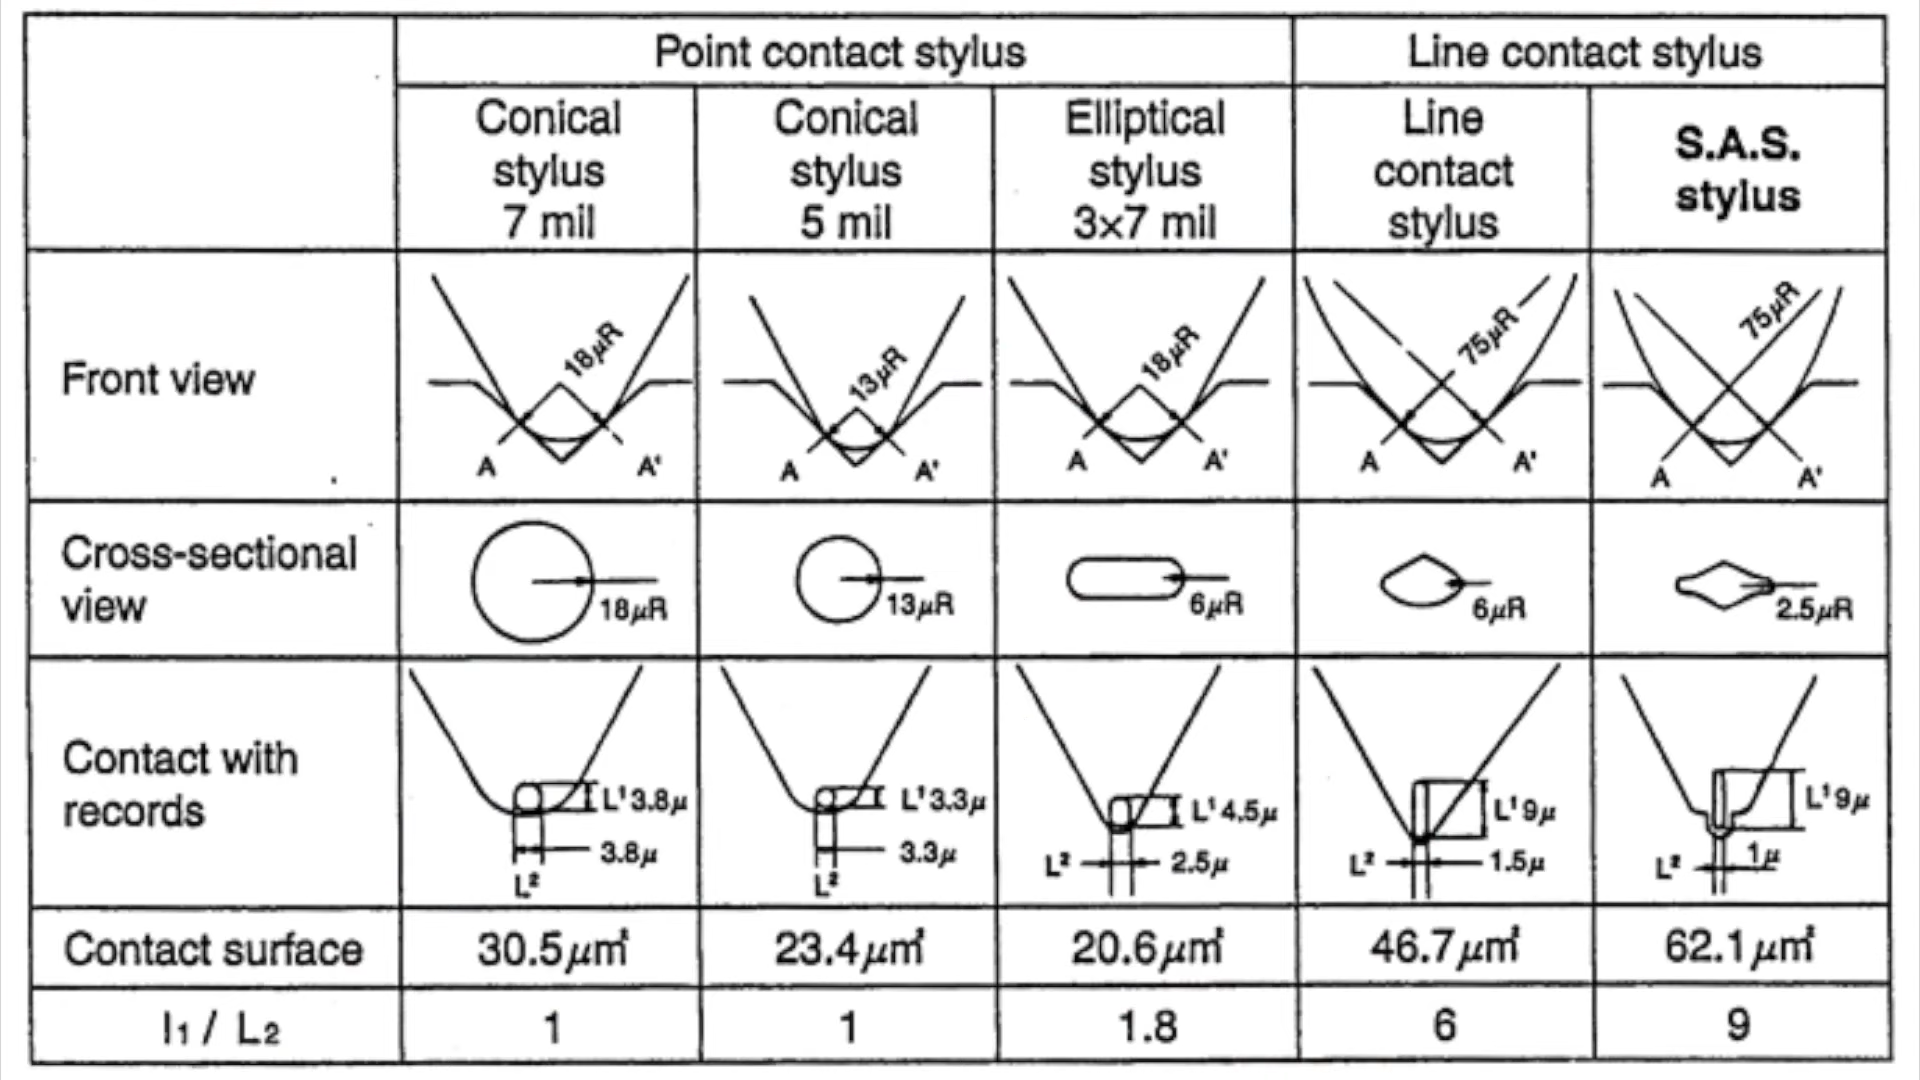 Point contact stylus
Line contact stylus
Conical
stylus
7 mil
Conical
stylus
5 mil
Elliptical
stylus
3×7 mil
Line
contact
stylus
S.A.S.
stylus
Front view
18μR
A
A'
13μR
A
A'
18μR
A
A'
75μR
A
A'
75μR
A
A'
Cross-sectional
view
18μR
13μR
6μR
6μR
2.5μR
Contact with
records
L¹3.8μ
3.8μ
L²
L¹3.3μ
3.3μ
L²
L¹4.5μ
L²
2.5μ
L¹9μ
L²
1.5μ
L¹9μ
L²
1μ
Contact surface
30.5μm²
23.4μm²
20.6μm²
46.7μm²
62.1μm²
l1 / L2
1
1
1.8
6
9